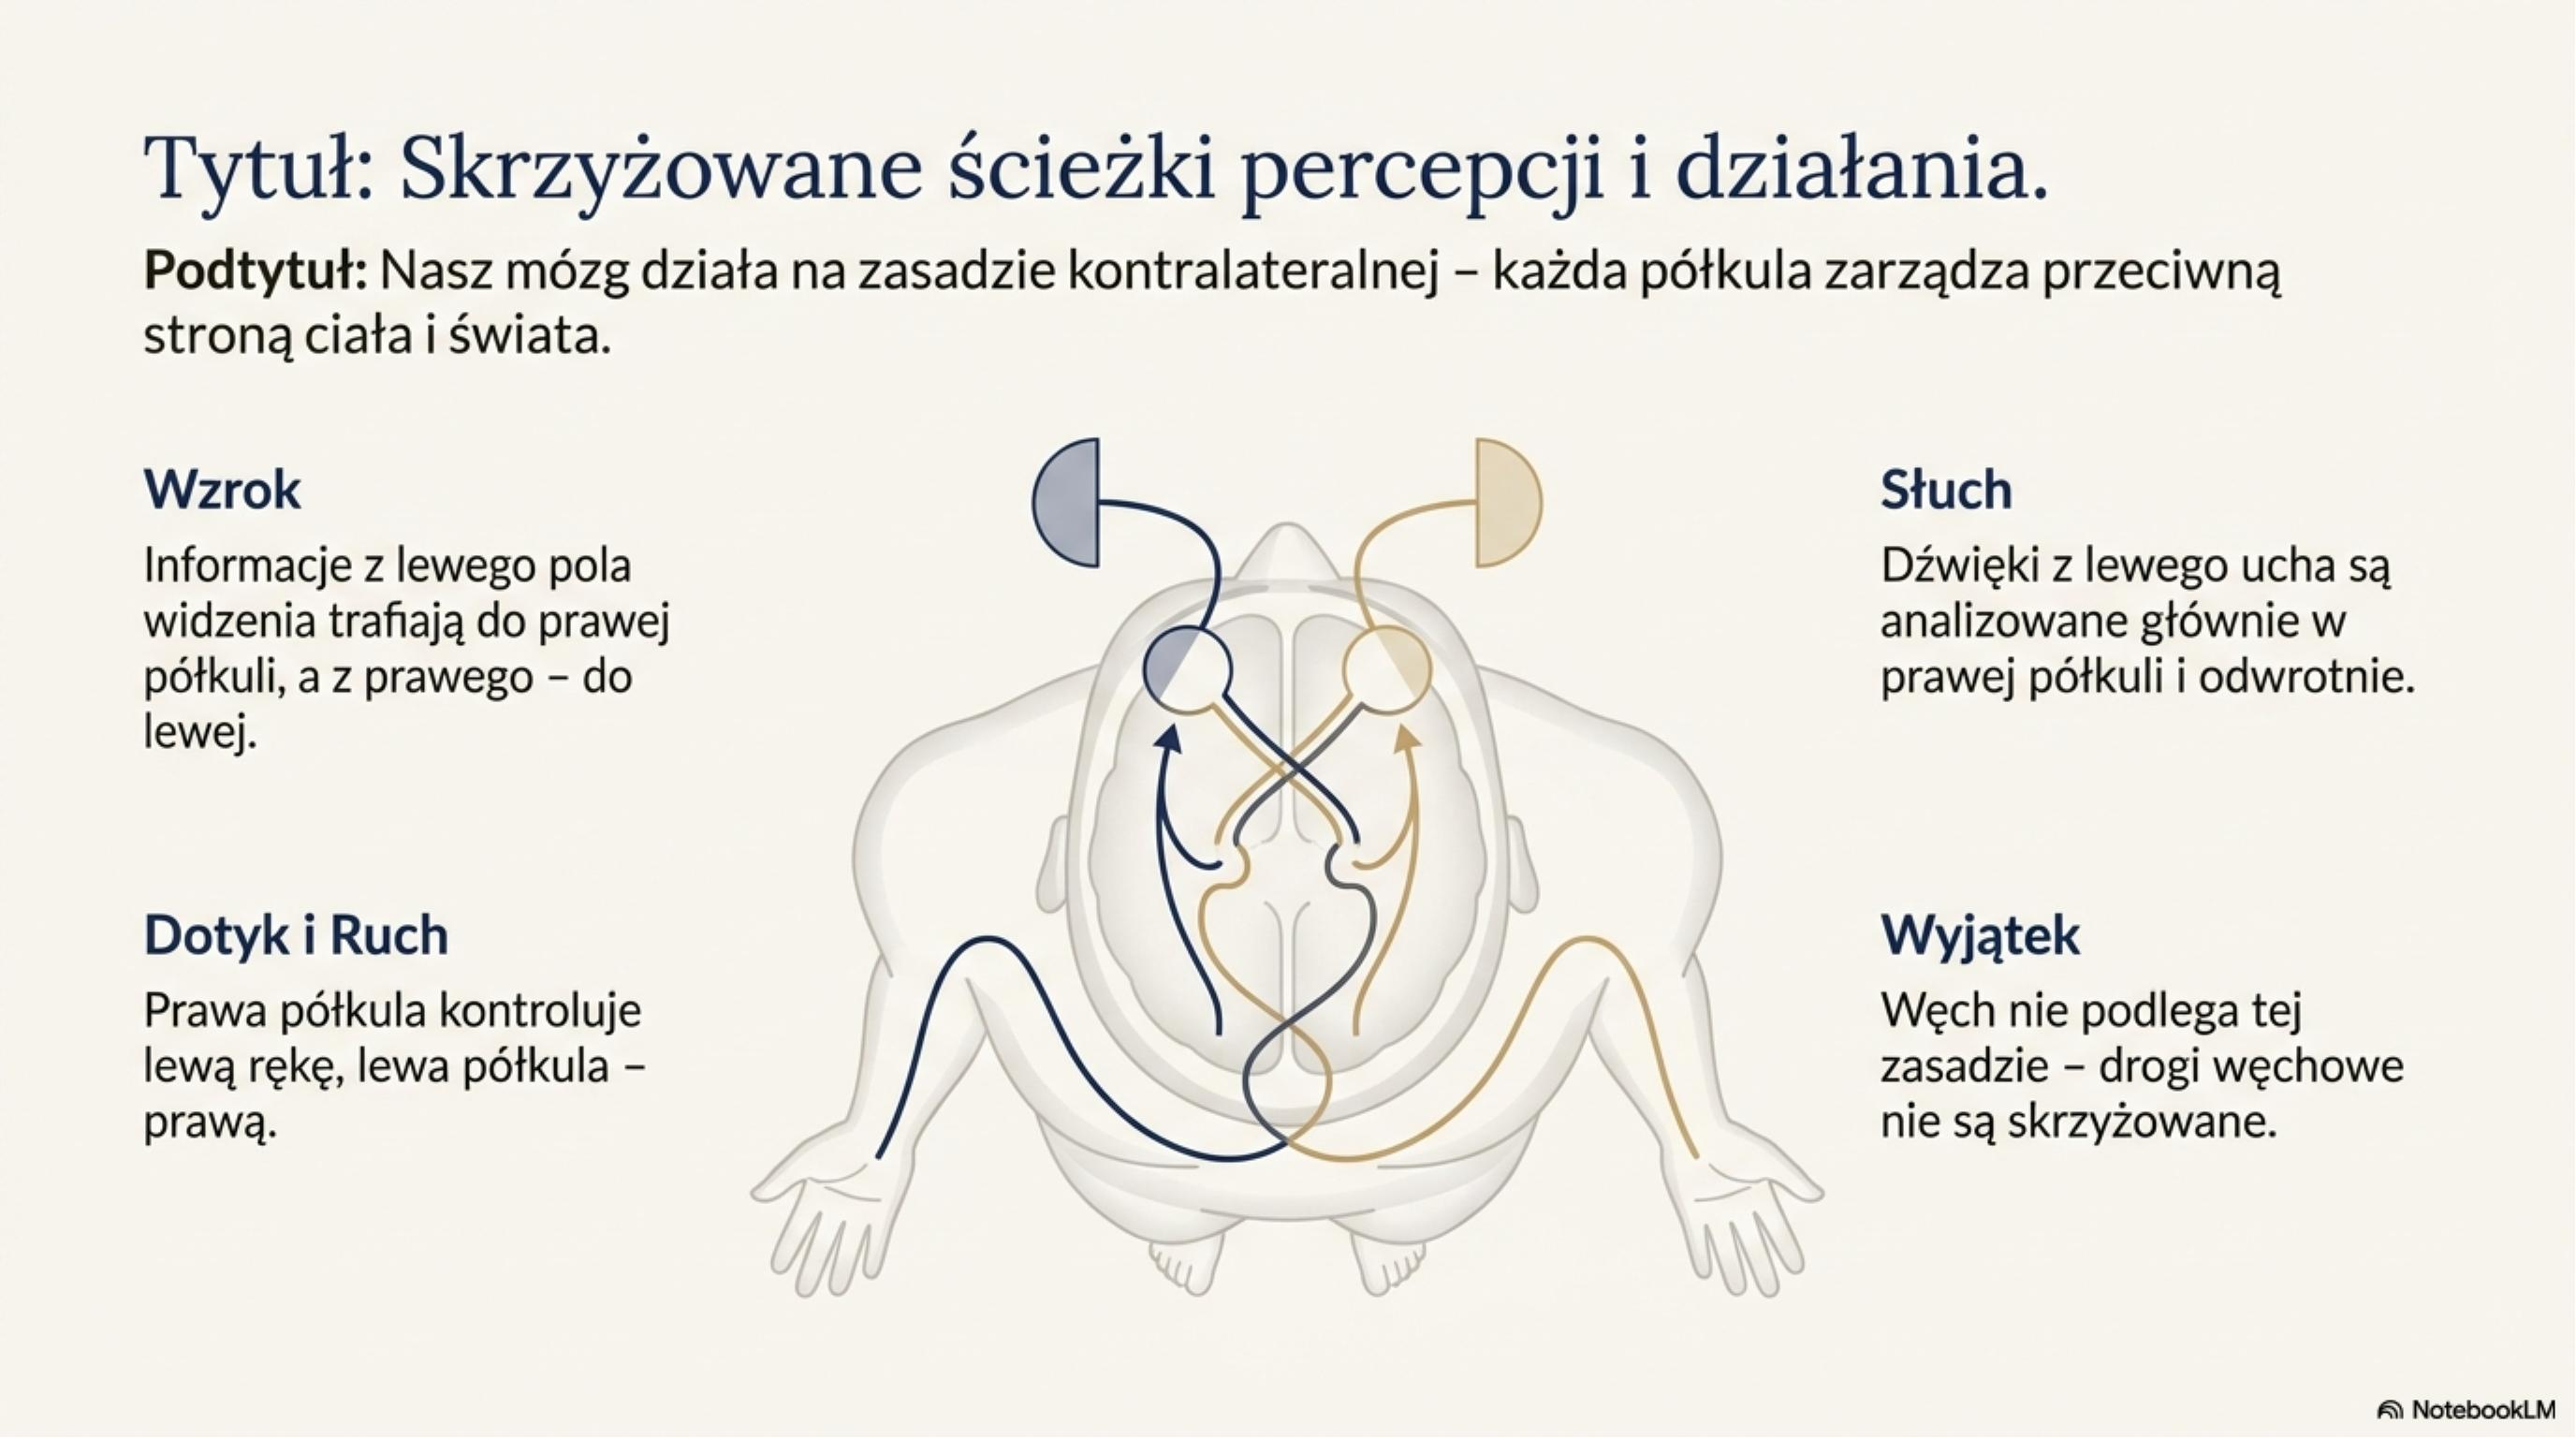 Tytuł: Skrzyżowane ścieżki percepcji i działania.
Podtytuł: Nasz mózg działa na zasadzie kontralateralnej – każda półkula zarządza przeciwną
stroną ciała i świata.
Wzrok
Informacje z lewego pola
widzenia trafiają do prawej
półkuli, a z prawego – do
lewej.
Dotyk i Ruch
Prawa półkula kontroluje
lewą rękę, lewa półkula –
prawą.
Słuch
Dźwięki z lewego ucha są
analizowane głównie w
prawej półkuli i odwrotnie.
Wyjątek
Węch nie podlega tej
zasadzie – drogi węchowe
nie są skrzyżowane.
NotebookLM